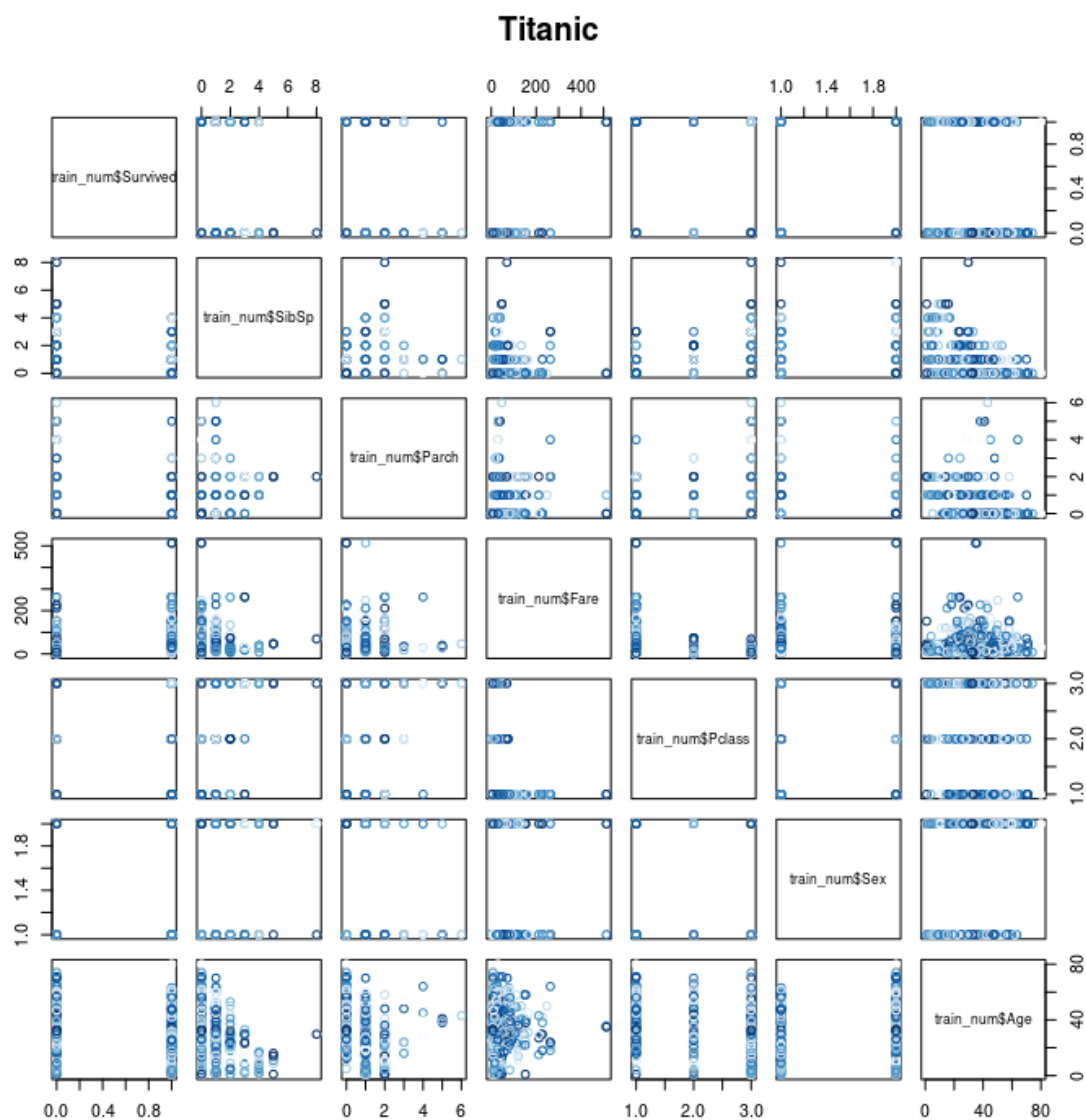 Titanic
0 2 4 6 8
0 200 400
1.0 1.4 1.8
train_num$Survived
0.0 0.4 0.8
0 2 4 6 8
train_num$SibSp
train_num$Parch
0 2 4 6
0 200 500
train_num$Fare
train_num$Pclass
1.0 2.0 3.0
1.0 1.4 1.8
train_num$Sex
train_num$Age
0 40 80
0.0 0.4 0.8
0 2 4 6
1.0 2.0 3.0
0 40 80